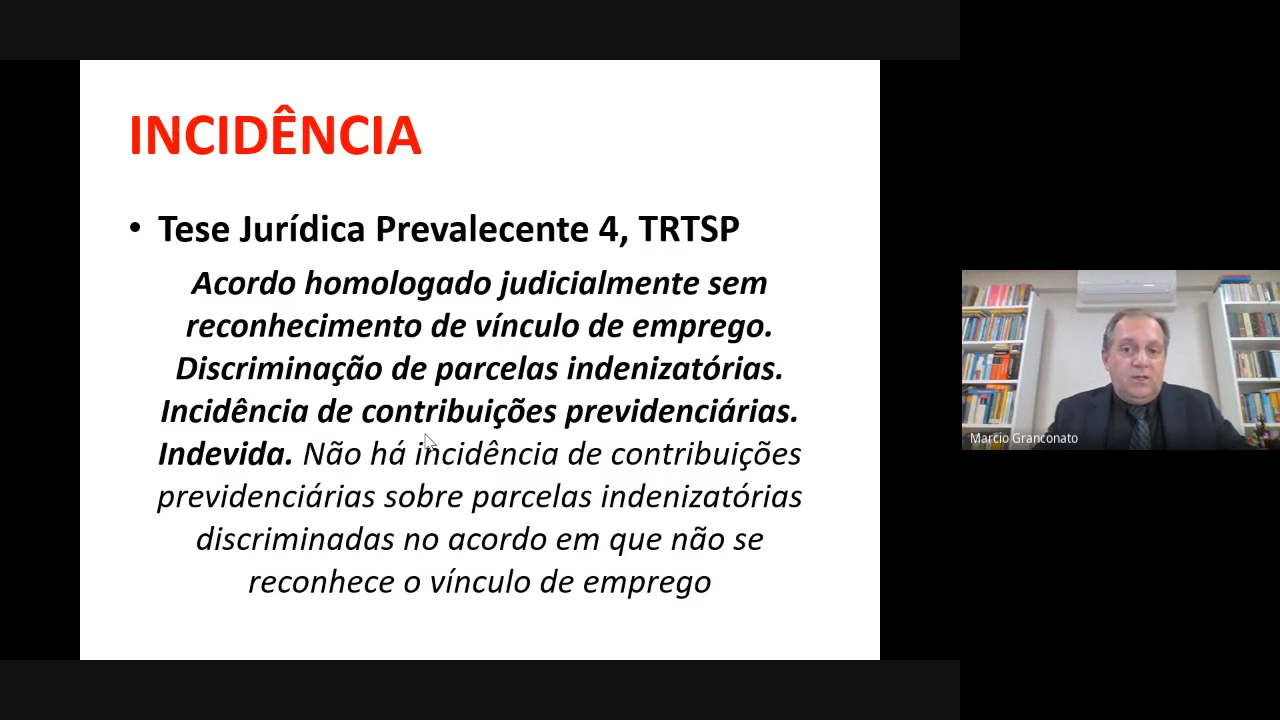 INCIDÊNCIA
• Tese Jurídica Prevalecente 4, TRTSP
Acordo homologado judicialmente sem
reconhecimento de vínculo de emprego.
Discriminação de parcelas indenizatórias.
Incidência de contribuições previdenciárias.
Indevida. Não há incidência de contribuições
previdenciárias sobre parcelas indenizatórias
discriminadas no acordo em que não se
reconhece o vínculo de emprego
Marcio Granconato